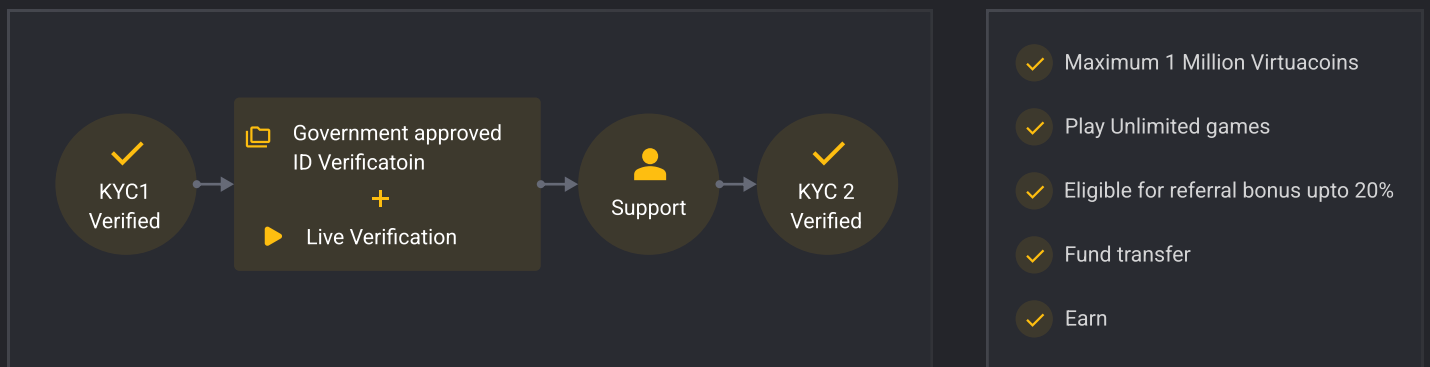 KYC1
Verified
Government approved
ID Verificatoin
+
Live Verification
Support
KYC 2
Verified
Maximum 1 Million Virtuacoins
Play Unlimited games
Eligible for referral bonus upto 20%
Fund transfer
Earn